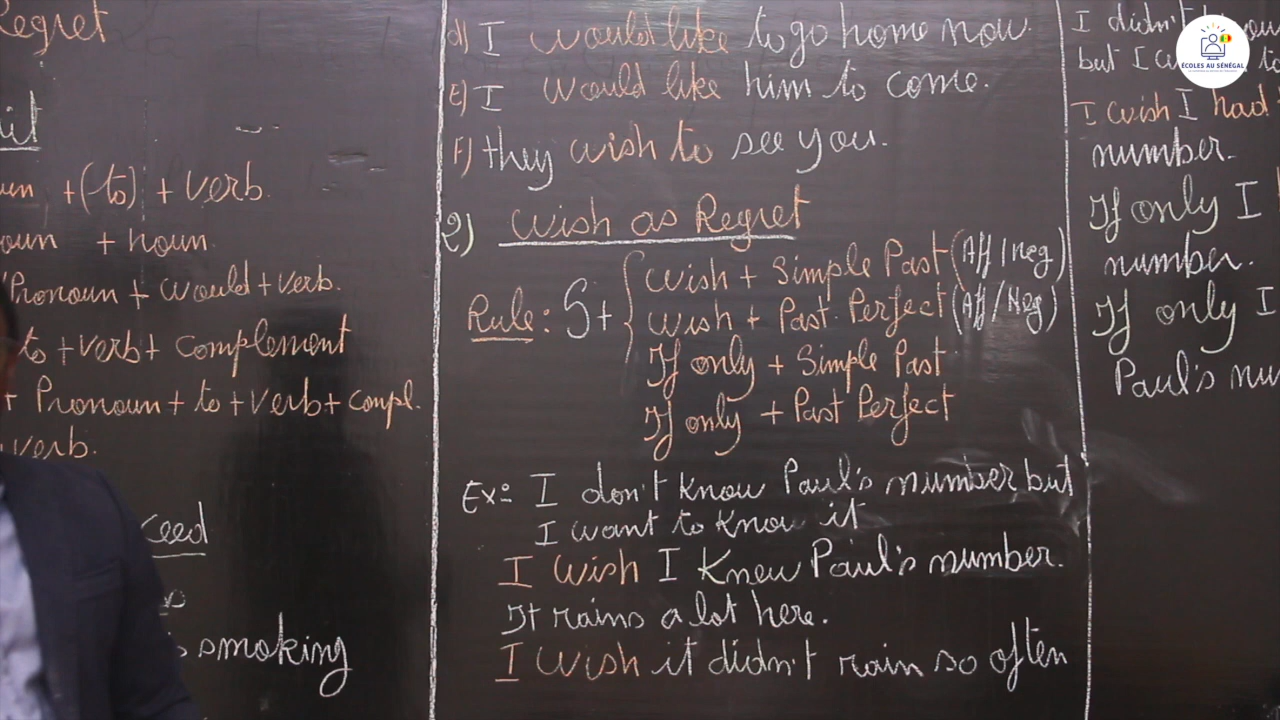 Regret
+(to) + verb.
+ noun.
Pronoun + would + verb.
to + verb + complement
+ Pronoun + to + verb + compl.
verb.
smoking
d) I would like to go home now.
E) I would like him to come.
F) they wish to see you.
2) Wish as Regret
Rule: S+
wish + Simple Past (Aff/neg)
wish + Past Perfect (Aff/Neg)
If only + Simple Past
If only + Past Perfect
Ex: I don't know Paul's number but
I want to know it
I wish I knew Paul's number.
It rains a lot here.
I wish it didn't rain so often
I didn't
but I
I wish I had
number.
If only I
number.
If only I
Paul's
ÉCOLES AU SÉNÉGAL